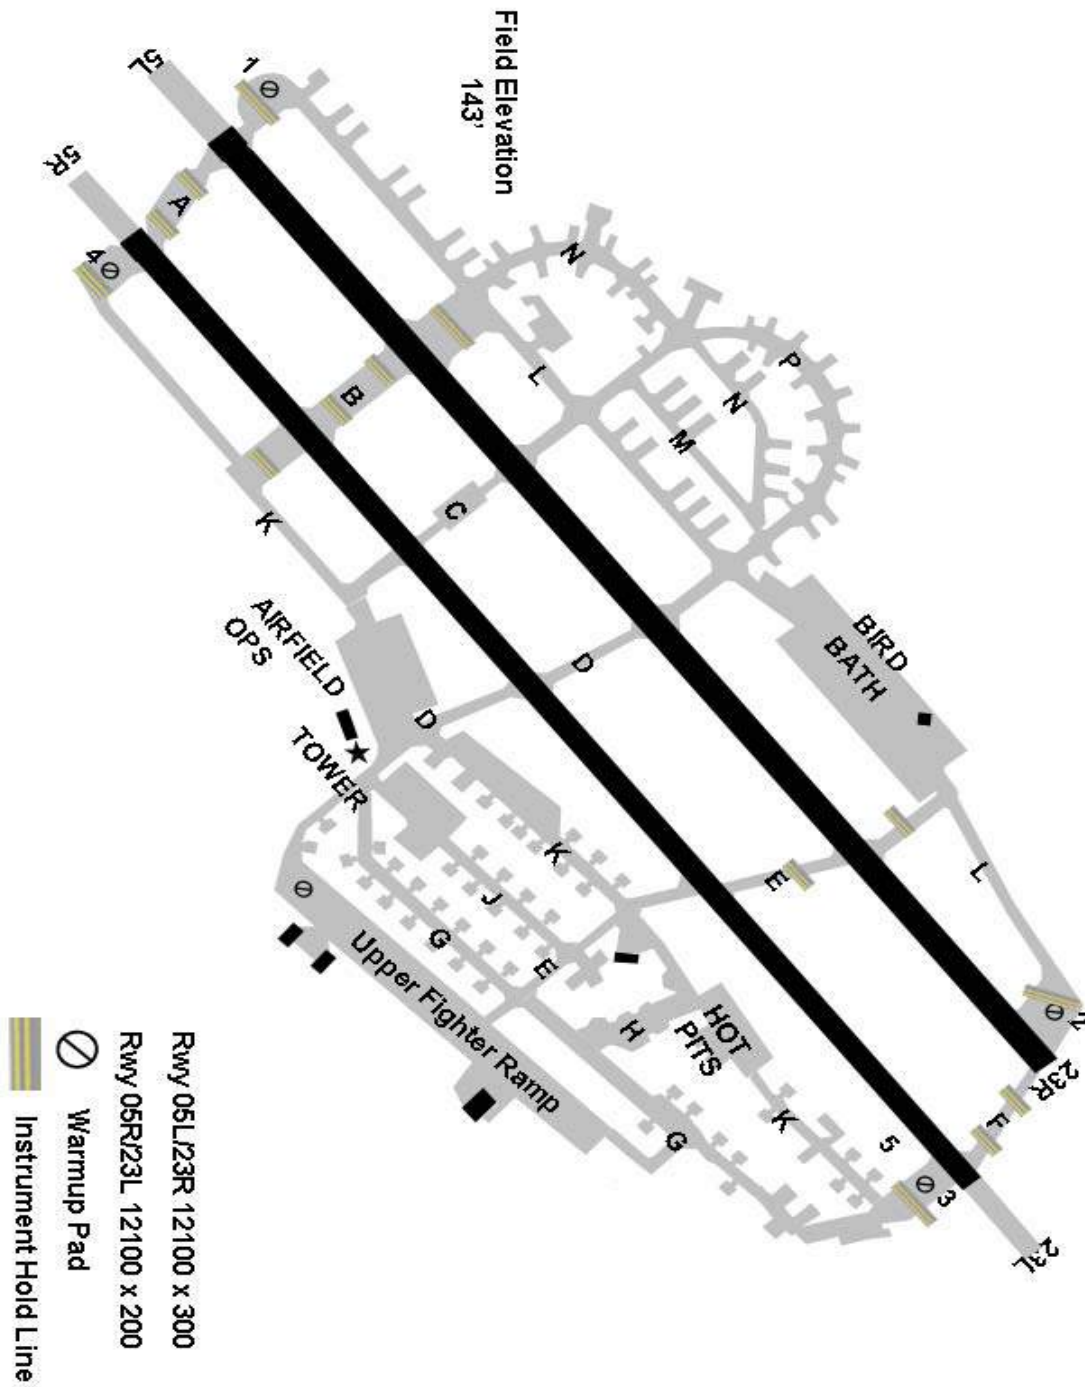 Field Elevation
143'
5L
1
5R
A
4
N
P
L
N
M
B
C
K
D
BIRD
BATH
AIRFIELD
OPS
D
TOWER
K
E
L
J
G
E
2
Upper Fighter Ramp
H
HOT
PITS
23R
F
K
5
G
3
23L
Rwy 05L/23R 12100 x 300
Rwy 05R/23L 12100 x 200
Warmup Pad
Instrument Hold Line